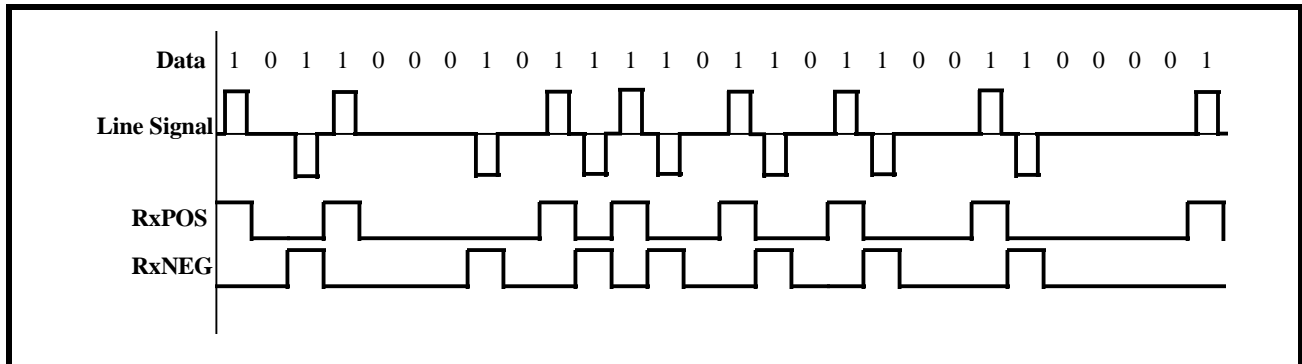 Data 1 0 1 1 0 0 0 1 0 1 1 1 1 0 1 1 0 1 1 0 0 1 1 0 0 0 0 1
Line Signal
RxPOS
RxNEG